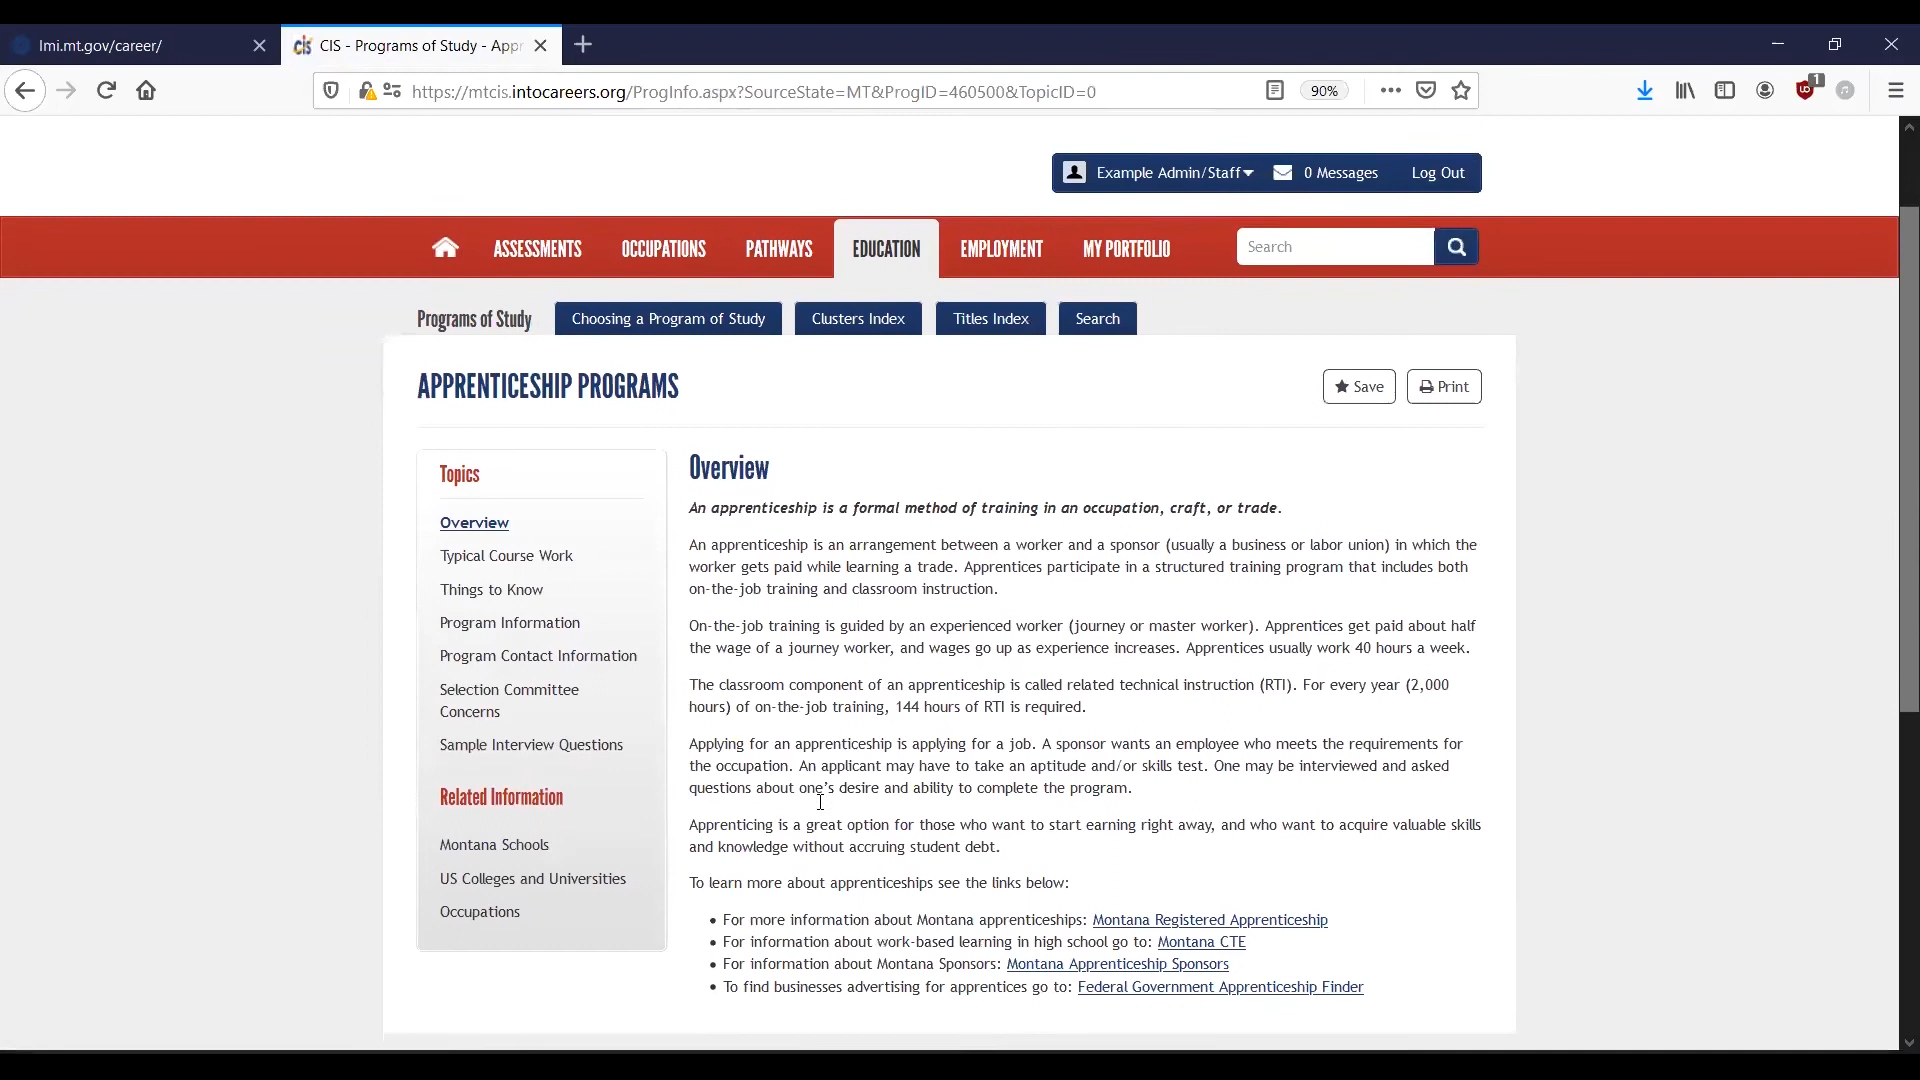 lmi.mt.gov/career/
CIS - Programs of Study - Appr
https://mtcis.intocareers.org/ProgInfo.aspx?SourceState=MT&ProgID=460500&TopicID=0
90%
1
Example Admin/Staff
0 Messages
Log Out
ASSESSMENTS
OCCUPATIONS
PATHWAYS
EDUCATION
EMPLOYMENT
MY PORTFOLIO
Search
Programs of Study
Choosing a Program of Study
Clusters Index
Titles Index
Search
APPRENTICESHIP PROGRAMS
Save
Print
Topics
Overview
Typical Course Work
Things to Know
Program Information
Program Contact Information
Selection Committee
Concerns
Sample Interview Questions
Related Information
Montana Schools
US Colleges and Universities
Occupations
Overview
An apprenticeship is a formal method of training in an occupation, craft, or trade.
An apprenticeship is an arrangement between a worker and a sponsor (usually a business or labor union) in which the
worker gets paid while learning a trade. Apprentices participate in a structured training program that includes both
on-the-job training and classroom instruction.
On-the-job training is guided by an experienced worker (journey or master worker). Apprentices get paid about half
the wage of a journey worker, and wages go up as experience increases. Apprentices usually work 40 hours a week.
The classroom component of an apprenticeship is called related technical instruction (RTI). For every year (2,000
hours) of on-the-job training, 144 hours of RTI is required.
Applying for an apprenticeship is applying for a job. A sponsor wants an employee who meets the requirements for
the occupation. An applicant may have to take an aptitude and/or skills test. One may be interviewed and asked
questions about one's desire and ability to complete the program.
Apprenticing is a great option for those who want to start earning right away, and who want to acquire valuable skills
and knowledge without accruing student debt.
To learn more about apprenticeships see the links below:
• For more information about Montana apprenticeships: Montana Registered Apprenticeship
• For information about work-based learning in high school go to: Montana CTE
• For information about Montana Sponsors: Montana Apprenticeship Sponsors
• To find businesses advertising for apprentices go to: Federal Government Apprenticeship Finder